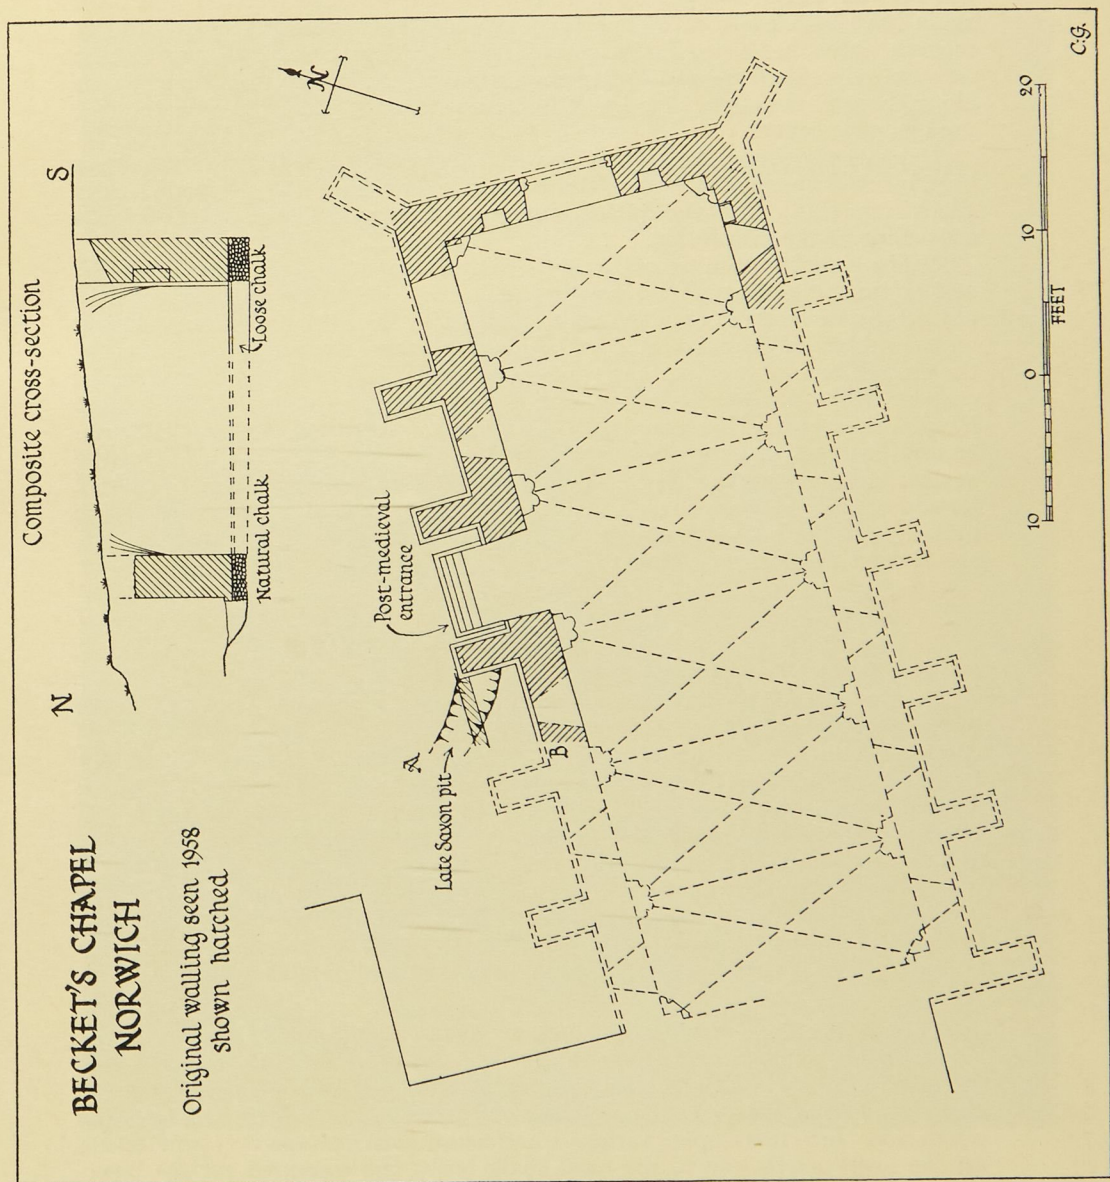 BECKET'S CHAPEL
NORWICH
Original walling seen 1958
shown hatched
Composite cross-section
N
S
Natural chalk
Loose chalk
N
Post-medieval
entrance
A
Late Saxon pit
B
10
0
10
20
FEET
C.G.